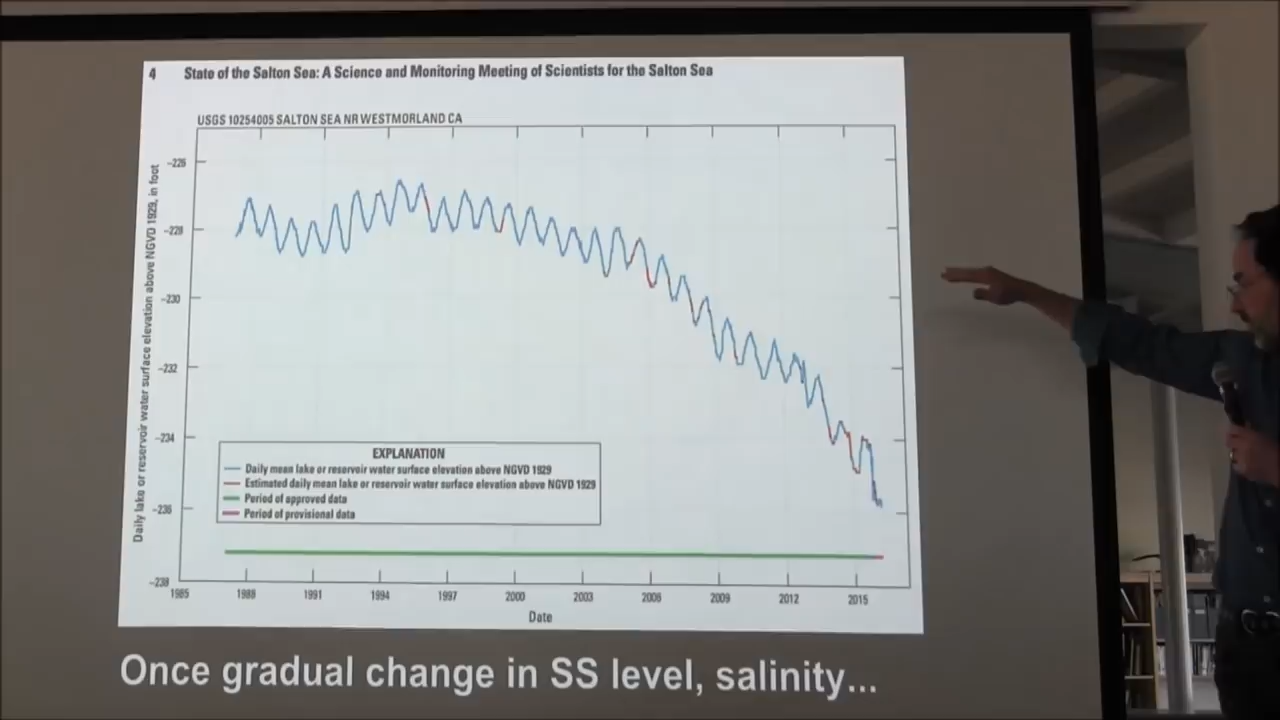 4 State of the Salton Sea: A Science and Monitoring Meeting of Scientists for the Salton Sea
USGS 10254005 SALTON SEA NR WESTMORLAND CA
Daily lake or reservoir water surface elevation above NGVD 1929, in foot
-226
-228
-230
-232
-234
-236
-238
EXPLANATION
Daily mean lake or reservoir water surface elevation above NGVD 1929
Estimated daily mean lake or reservoir water surface elevation above NGVD 1929
Period of approved data
Period of provisional data
1985 1988 1991 1994 1997 2000 2003 2006 2009 2012 2015
Date
Once gradual change in SS level, salinity...